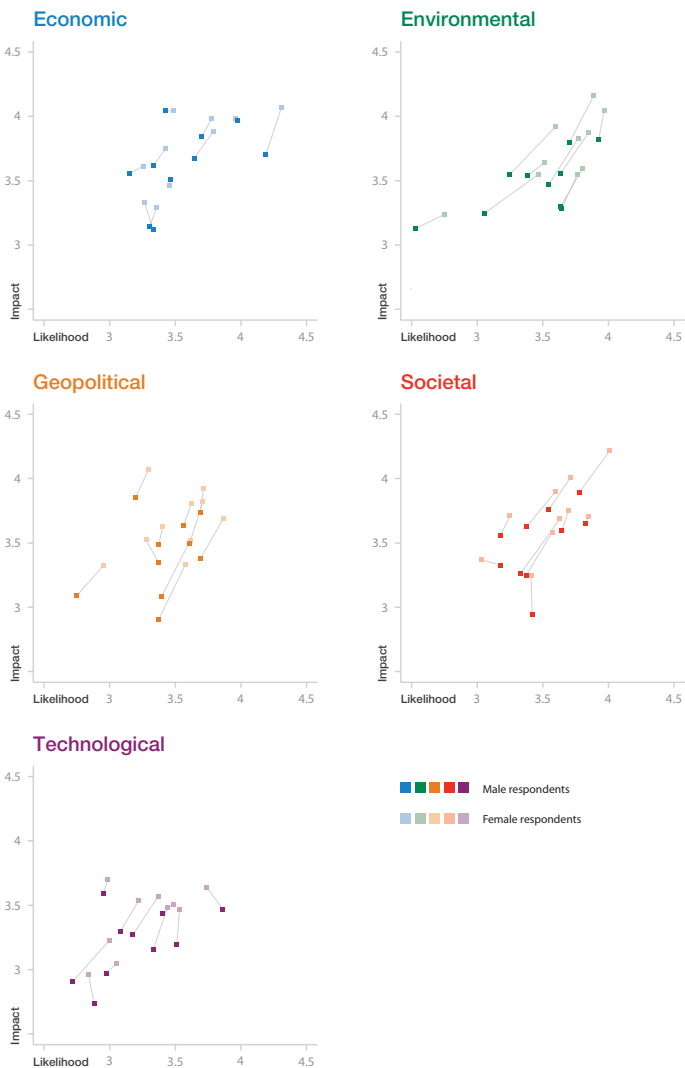 Economic
4.5
4
3.5
3
Impact
Likelihood 3 3.5 4 4.5
Environmental
4.5
4
3.5
3
Impact
Likelihood 3 3.5 4 4.5
Geopolitical
4.5
4
3.5
3
Impact
Likelihood 3 3.5 4 4.5
Societal
4.5
4
3.5
3
Impact
Likelihood 3 3.5 4 4.5
Technological
4.5
4
3.5
3
Impact
Likelihood 3 3.5 4 4.5
Male respondents
Female respondents